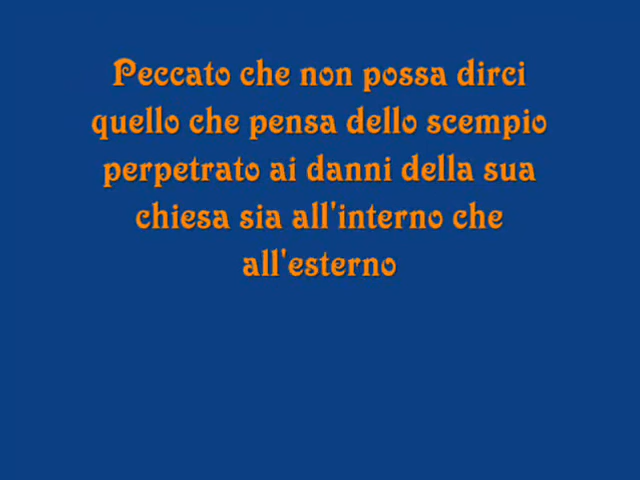 Peccato che non possa dirci
quello che pensa dello scempio
perpetrato ai danni della sua
chiesa sia all'interno che
all'esterno